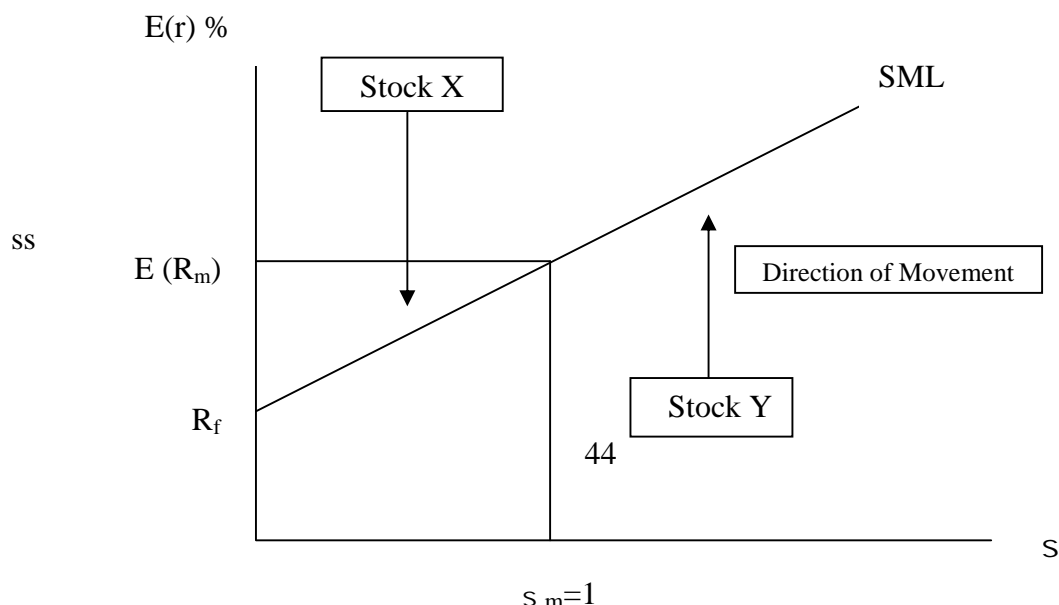 E(r) %
Stock X
SML
ss
E (Rm)
Direction of Movement
Rf
Stock Y
44
s
s m=1